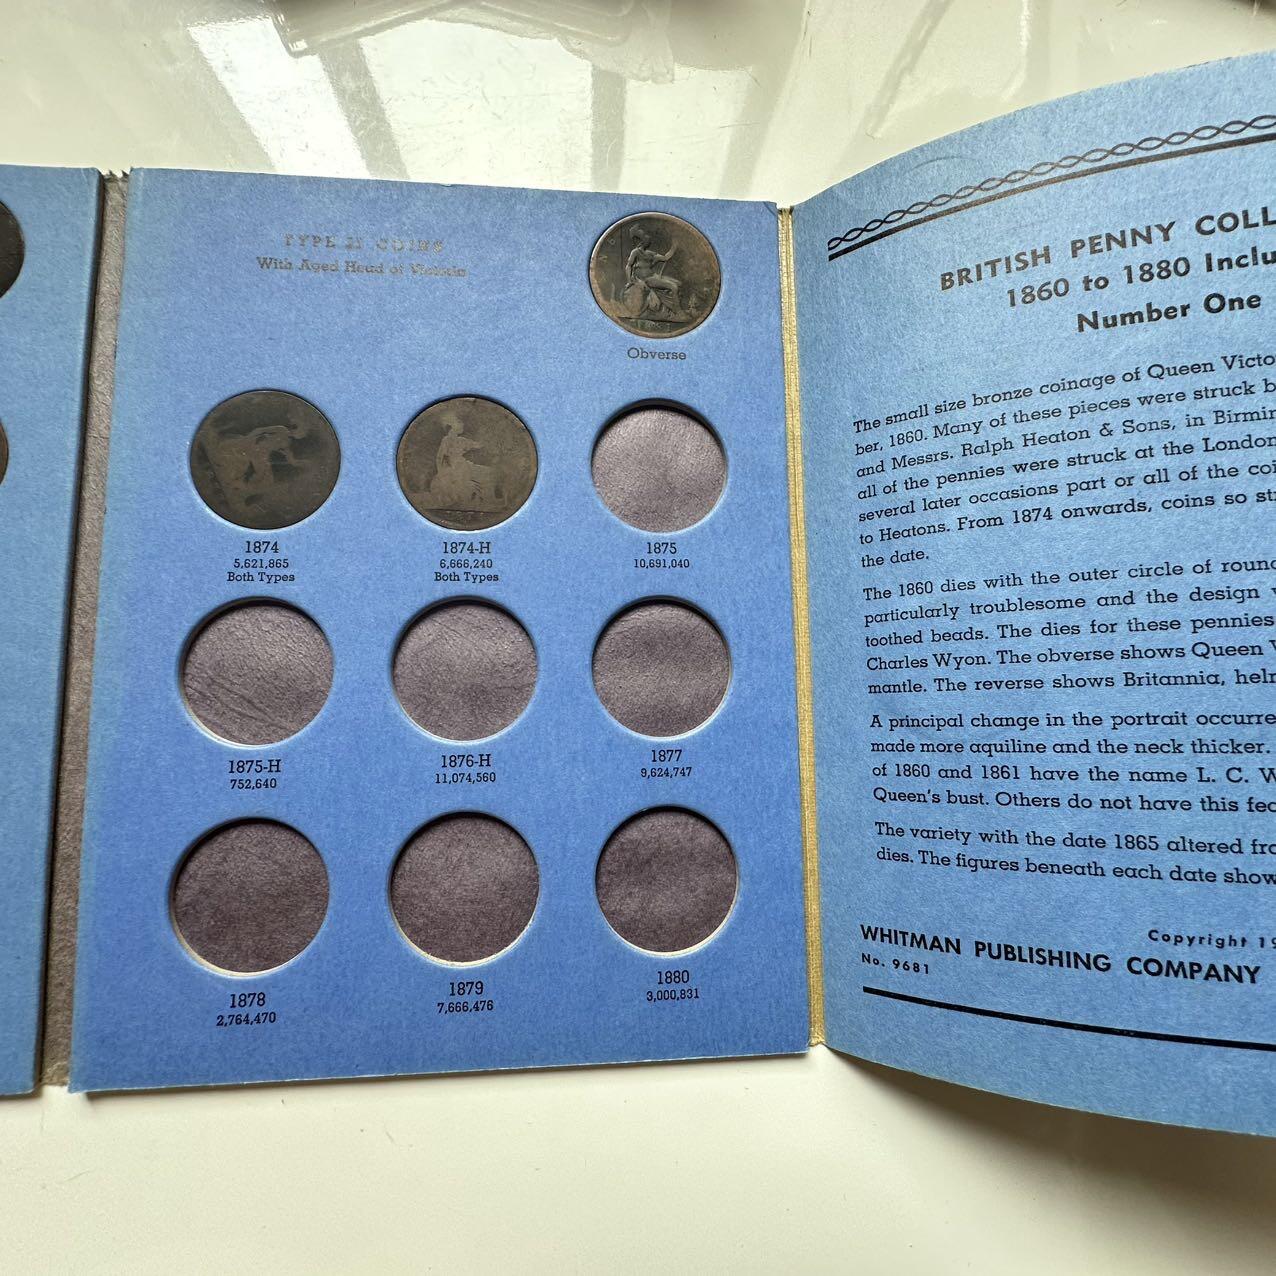 TYPE II COINS
With Aged Head of Victoria
Obverse
1874
5,621,865
Both Types
1874-H
6,666,240
Both Types
1875
10,691,040
1875-H
752,640
1876-H
11,074,560
1877
9,624,747
1878
2,764,470
1879
7,666,476
1880
3,000,831
BRITISH PENNY COLL
1860 to 1880 Inclu
Number One
The small size bronze coinage of Queen Victo
ber, 1860. Many of these pieces were struck b
and Messrs. Ralph Heaton & Sons, in Birmin
all of the pennies were struck at the London
several later occasions part or all of the coi
to Heatons. From 1874 onwards, coins so st
the date.
The 1860 dies with the outer circle of roun
particularly troublesome and the design
toothed beads. The dies for these pennies
Charles Wyon. The obverse shows Queen
mantle. The reverse shows Britannia, helm
A principal change in the portrait occurre
made more aquiline and the neck thicker.
of 1860 and 1861 have the name L. C. W
Queen's bust. Others do not have this fea
The variety with the date 1865 altered fro
dies. The figures beneath each date show
Copyright 19
WHITMAN PUBLISHING COMPANY
No. 9681